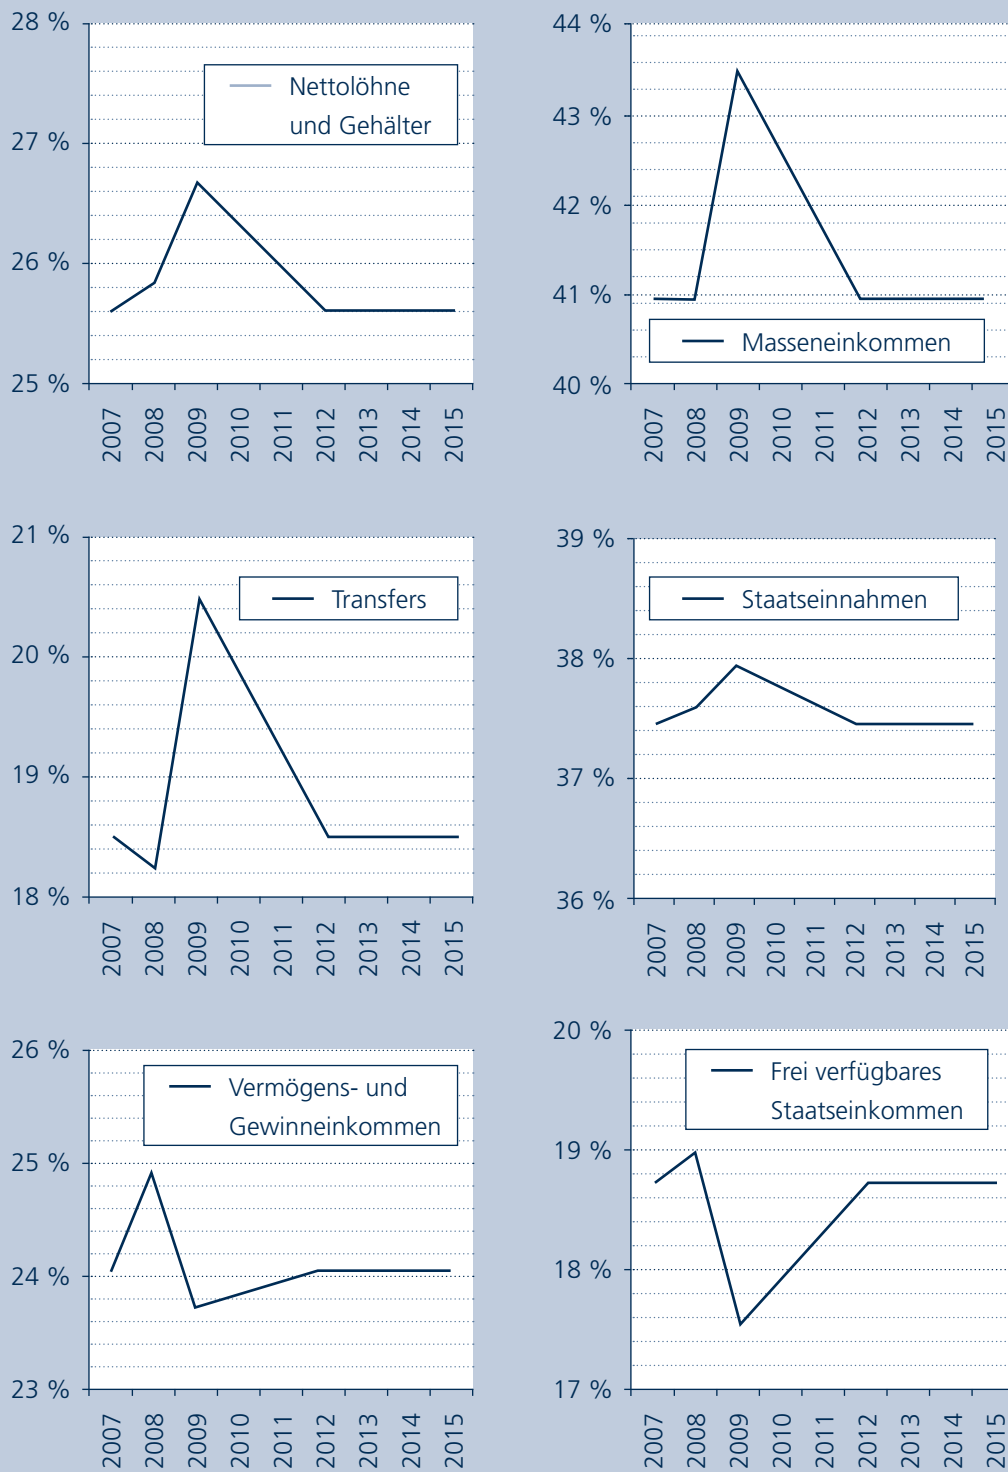 28 %
27 %
26 %
25 %
Nettolöhne
und Gehälter
2007 2008 2009 2010 2011 2012 2013 2014 2015
44 %
43 %
42 %
41 %
40 %
Masseneinkommen
2007 2008 2009 2010 2011 2012 2013 2014 2015
21 %
20 %
19 %
18 %
Transfers
2007 2008 2009 2010 2011 2012 2013 2014 2015
39 %
38 %
37 %
36 %
Staatseinnahmen
2007 2008 2009 2010 2011 2012 2013 2014 2015
26 %
25 %
24 %
23 %
Vermögens- und
Gewinneinkommen
2007 2008 2009 2010 2011 2012 2013 2014 2015
20 %
19 %
18 %
17 %
Frei verfügbares
Staatseinkommen
2007 2008 2009 2010 2011 2012 2013 2014 2015